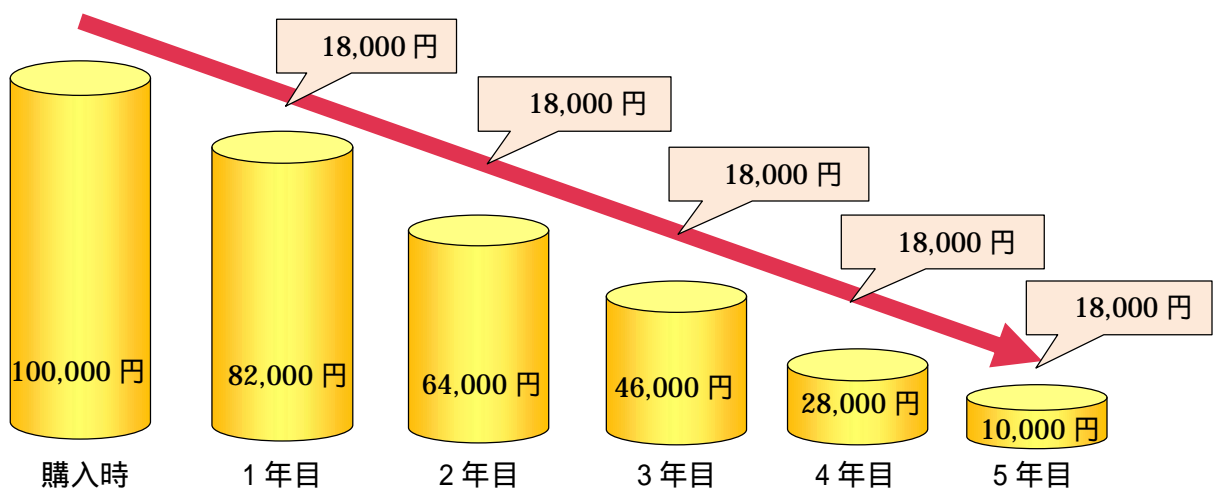 18,000 円
18,000 円
18,000 円
18,000 円
18,000 円
100,000 円
82,000 円
64,000 円
46,000 円
28,000 円
10,000 円
購入時
1 年目
2 年目
3 年目
4 年目
5 年目